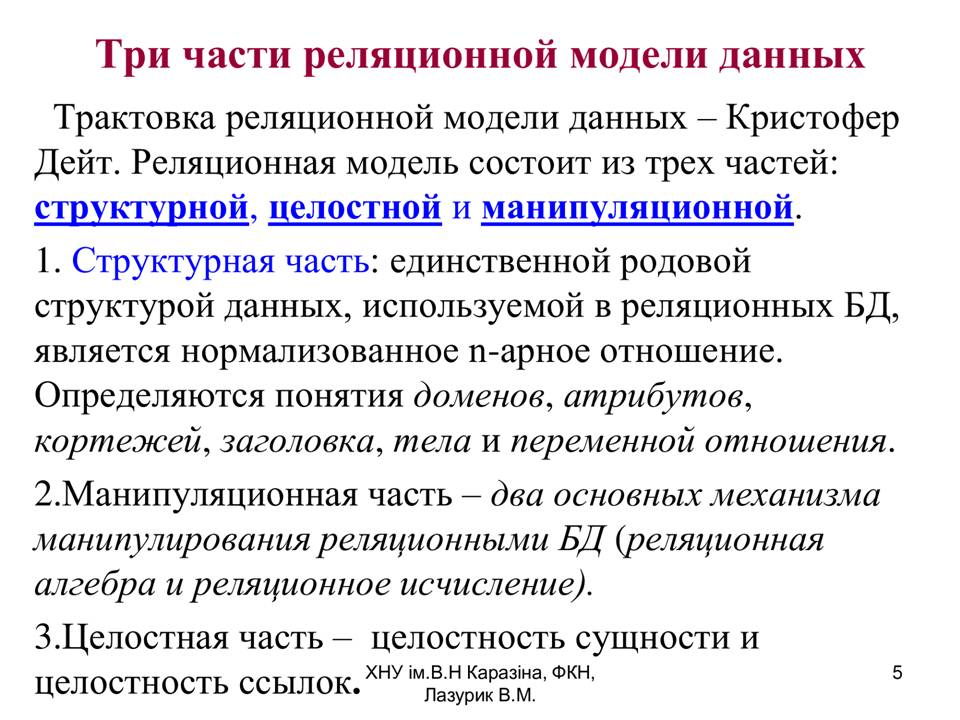 Три части реляционной модели данных
Трактовка реляционной модели данных – Кристофер
Дейт. Реляционная модель состоит из трех частей:
структурной, целостной и манипуляционной.
1. Структурная часть: единственной родовой
структурой данных, используемой в реляционных БД,
является нормализованное n-арное отношение.
Определяются понятия доменов, атрибутов,
кортежей, заголовка, тела и переменной отношения.
2.Манипуляционная часть – два основных механизма
манипулирования реляционными БД (реляционная
алгебра и реляционное исчисление).
3.Целостная часть – целостность сущности и
целостность ссылок.
ХНУ ім.В.Н Каразіна, ФКН,
Лазурик В.М.
5